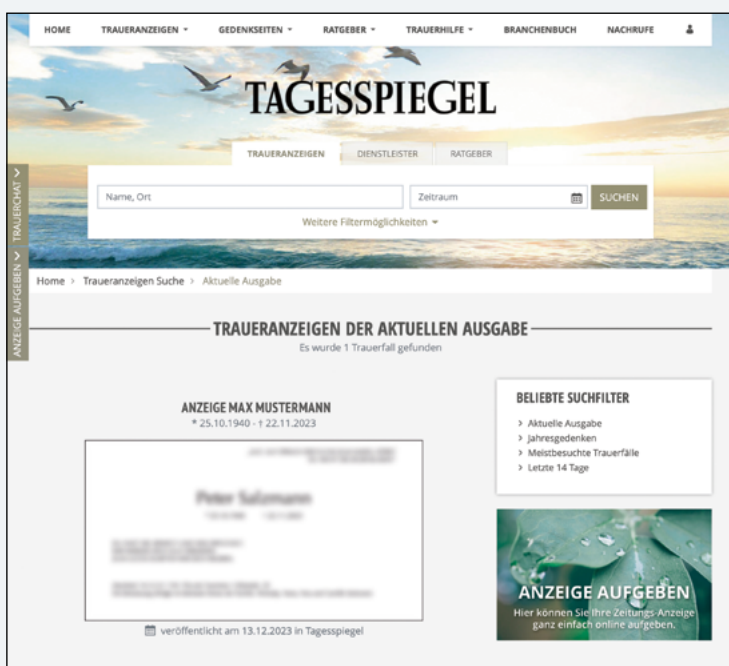 HOME TRAUERANZEIGEN GEDENKSEITEN RATGEBER TRAUERHILFE BRANCHENBUCH NACHRUFE
TAGESSPIEGEL
TRAUERANZEIGEN DIENSTLEISTER RATGEBER
Name, Ort Zeitraum SUCHEN
Weitere Filtermöglichkeiten
TRAUERCHAT
ANZEIGE AUFGEBEN
Home > Traueranzeigen Suche > Aktuelle Ausgabe
TRAUERANZEIGEN DER AKTUELLEN AUSGABE
Es wurde 1 Trauerfall gefunden
ANZEIGE MAX MUSTERMANN
* 25.10.1940 - † 22.11.2023
veröffentlicht am 13.12.2023 in Tagesspiegel
BELIEBTE SUCHFILTER
> Aktuelle Ausgabe
> Jahresgedenken
> Meistbesuchte Trauerfälle
> Letzte 14 Tage
ANZEIGE AUFGEBEN
Hier können Sie Ihre Zeitungs-Anzeige
ganz einfach online aufgeben.